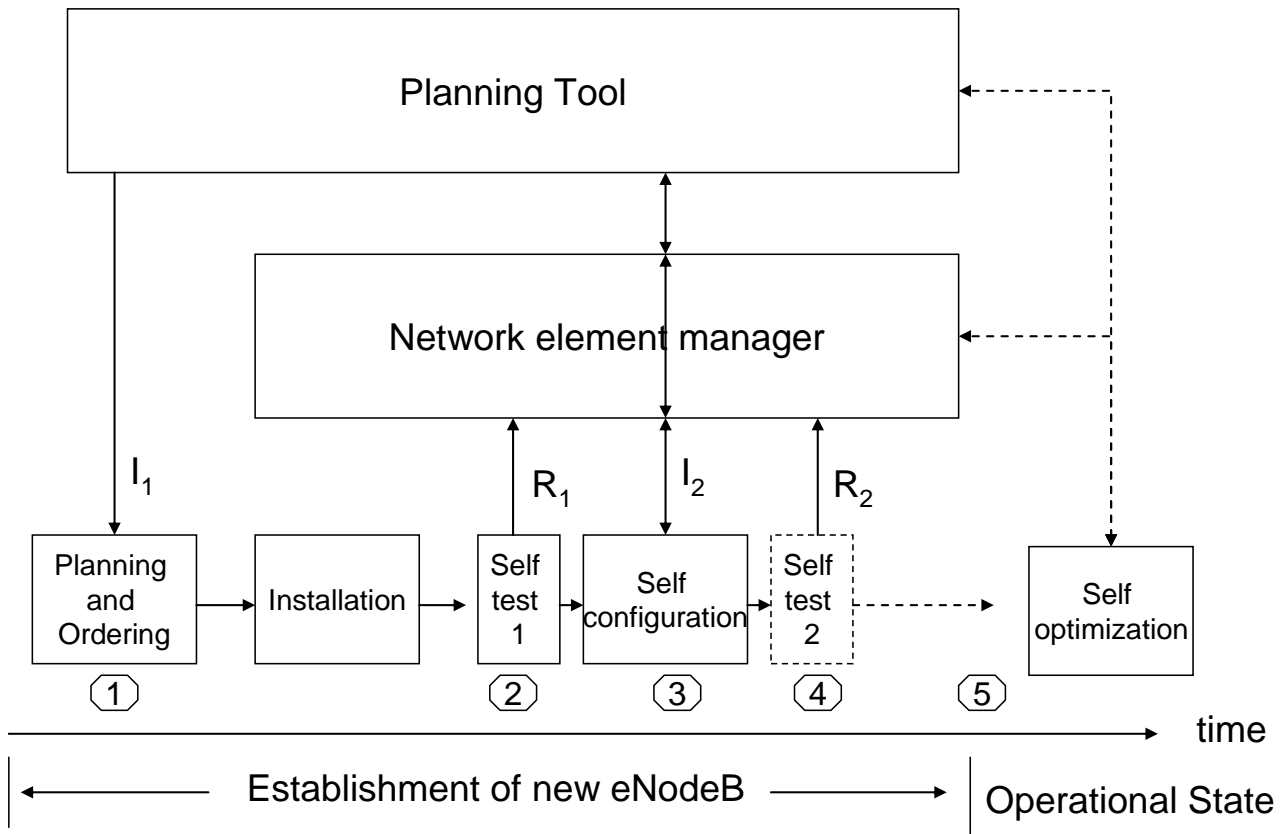 Planning Tool
Network element manager
I1
R1
I2
R2
Planning
and
Ordering
Installation
Self
test
1
Self
configuration
Self
test
2
Self
optimization
1
2
3
4
5
time
Establishment of new eNodeB
Operational State